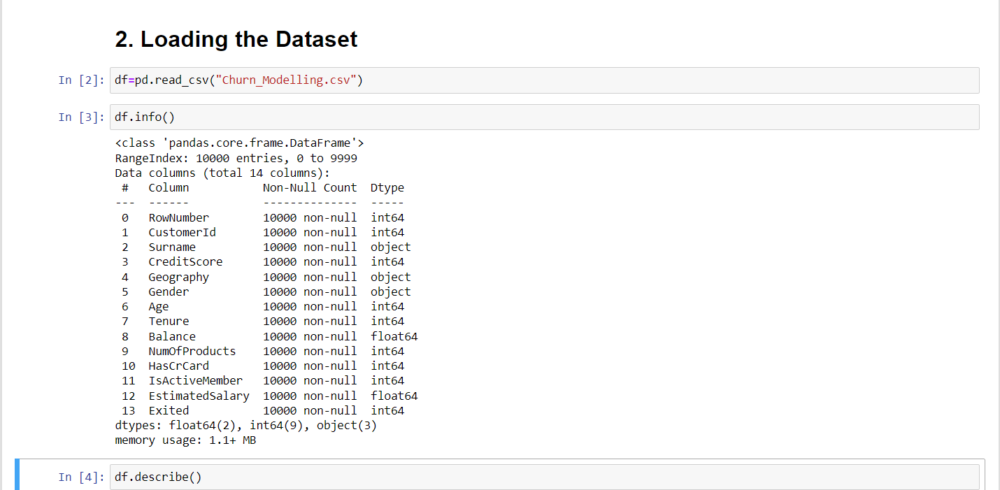 2. Loading the Dataset
In [2]: df=pd.read_csv("Churn_Modelling.csv")
In [3]: df.info()
<class 'pandas.core.frame.DataFrame'>
RangeIndex: 10000 entries, 0 to 9999
Data columns (total 14 columns):
 #   Column           Non-Null Count  Dtype
---  ------           --------------  -----
 0   RowNumber        10000 non-null  int64
 1   CustomerId       10000 non-null  int64
 2   Surname          10000 non-null  object
 3   CreditScore      10000 non-null  int64
 4   Geography        10000 non-null  object
 5   Gender           10000 non-null  object
 6   Age              10000 non-null  int64
 7   Tenure           10000 non-null  int64
 8   Balance          10000 non-null  float64
 9   NumOfProducts    10000 non-null  int64
 10  HasCrCard        10000 non-null  int64
 11  IsActiveMember   10000 non-null  int64
 12  EstimatedSalary  10000 non-null  float64
 13  Exited           10000 non-null  int64
dtypes: float64(2), int64(9), object(3)
memory usage: 1.1+ MB
In [4]: df.describe()